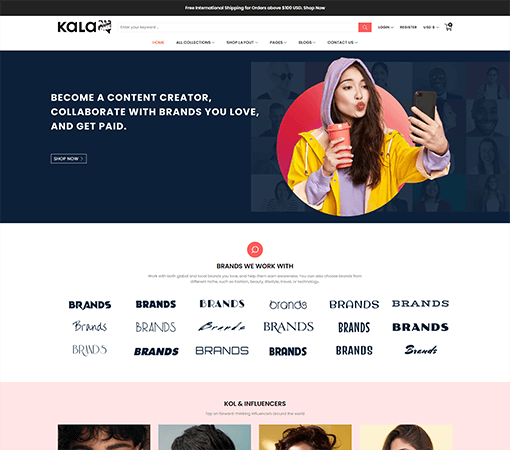 Free International Shipping for Orders above $100 USD. Shop Now
KALA
Enter your keyword ...
LOGIN
REGISTER
USD $
0
HOME
ALL COLLECTIONS
SHOP LAYOUT
PAGES
BLOGS
CONTACT US
BECOME A CONTENT CREATOR,
COLLABORATE WITH BRANDS YOU LOVE,
AND GET PAID.
SHOP NOW
BRANDS WE WORK WITH
Work with both global and local brands you love, and help them earn awareness. You can also choose brands from
different niche, such as Fashion, beauty, lifestyle, travel, or technology.
BRANDS BRANDS BRANDS brands BRANDS BRANDS
Brands BRANDS Brands BRANDS BRANDS BRANDS
BRANDS BRANDS BRANDS BRANDS BRANDS Brands
KOL & INFLUENCERS
Tap on forward-thinking influencers around the world